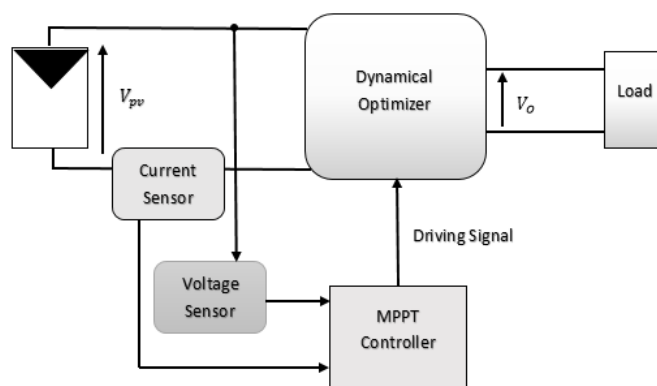 Dynamical
Optimizer
Load
V_pv
V_o
Current
Sensor
Driving Signal
Voltage
Sensor
MPPT
Controller